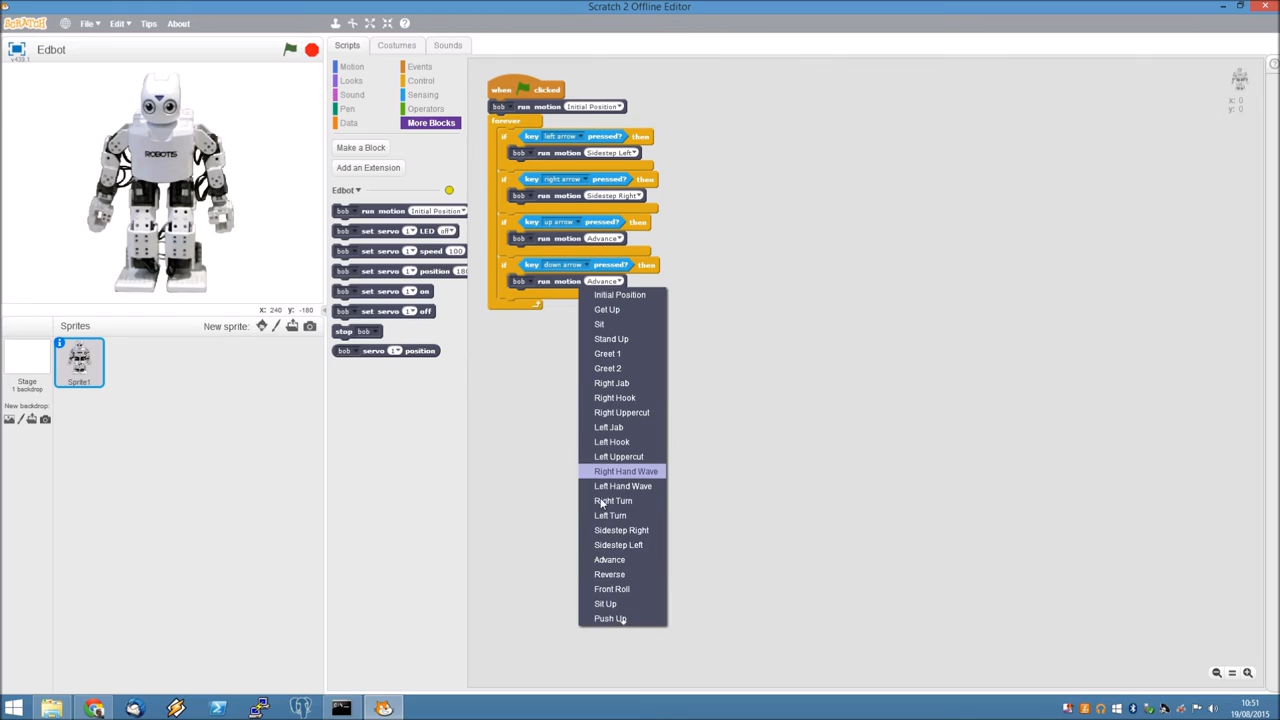 Scratch 2 Offline Editor
SCRATCH File▾ Edit▾ Tips About
Edbot
v439.1
ROBOTIS
x: 240 y: -180
Sprites New sprite:
Stage
1 backdrop
New backdrop:
Sprite1
Scripts Costumes Sounds
Motion Events
Looks Control
Sound Sensing
Pen Operators
Data More Blocks
Make a Block
Add an Extension
Edbot▾
bob run motion Initial Position
bob set servo 1 LED off
bob set servo 1 speed 100
bob set servo 1 position 180
bob set servo 1 on
bob set servo 1 off
stop bob
bob servo 1 position
when clicked
bob run motion Initial Position
forever
if key left arrow pressed? then
bob run motion Sidestep Left
if key right arrow pressed? then
bob run motion Sidestep Right
if key up arrow pressed? then
bob run motion Advance
if key down arrow pressed? then
bob run motion Advance
Initial Position
Get Up
Sit
Stand Up
Greet 1
Greet 2
Right Jab
Right Hook
Right Uppercut
Left Jab
Left Hook
Left Uppercut
Right Hand Wave
Left Hand Wave
Right Turn
Left Turn
Sidestep Right
Sidestep Left
Advance
Reverse
Front Roll
Sit Up
Push Up
x: 0
y: 0
10:51
19/08/2015